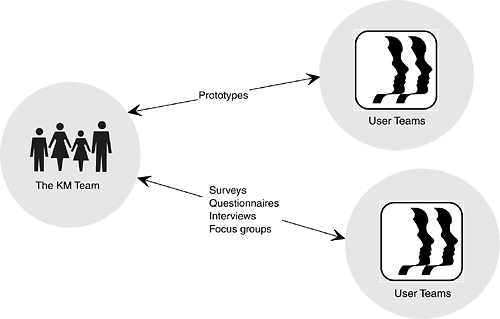 Prototypes
User Teams
The KM Team
Surveys
Questionnaires
Interviews
Focus groups
User Teams